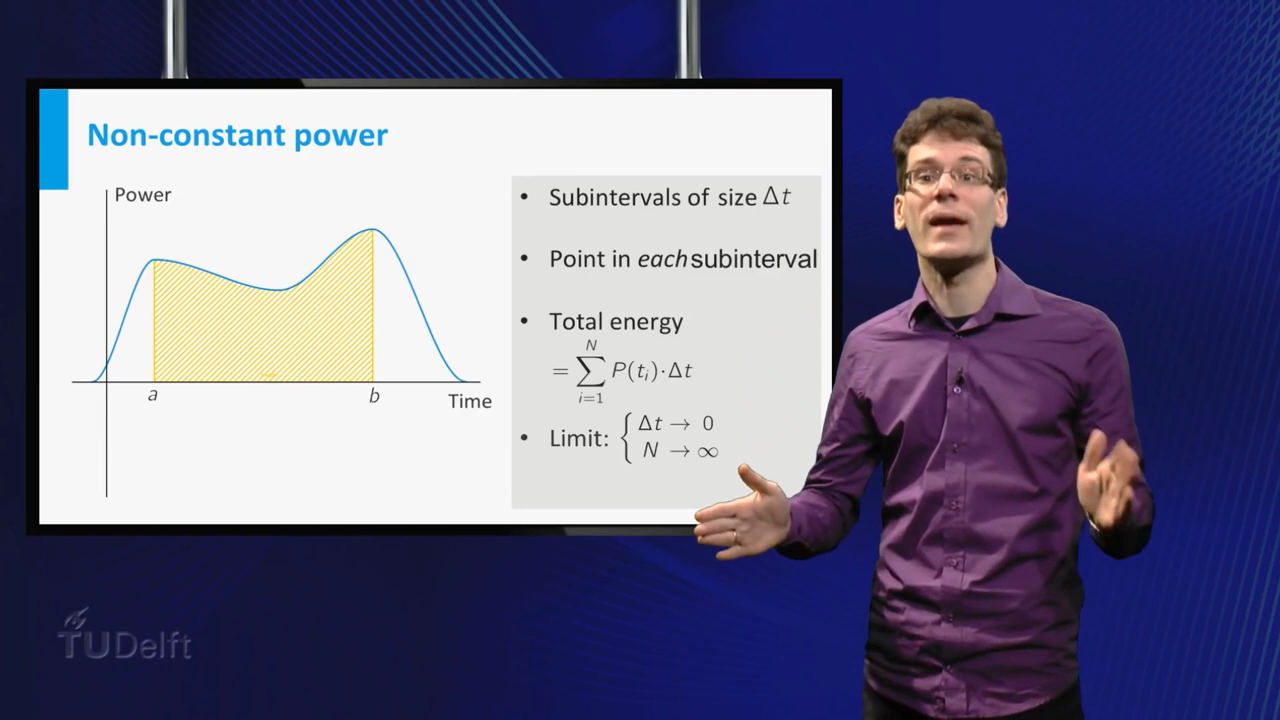 Non-constant power
Power
a
b
Time
• Subintervals of size Δt
• Point in each subinterval
• Total energy
N
= ∑ P(tᵢ)·Δt
i=1
• Limit: { Δt → 0
N → ∞
TUDelft